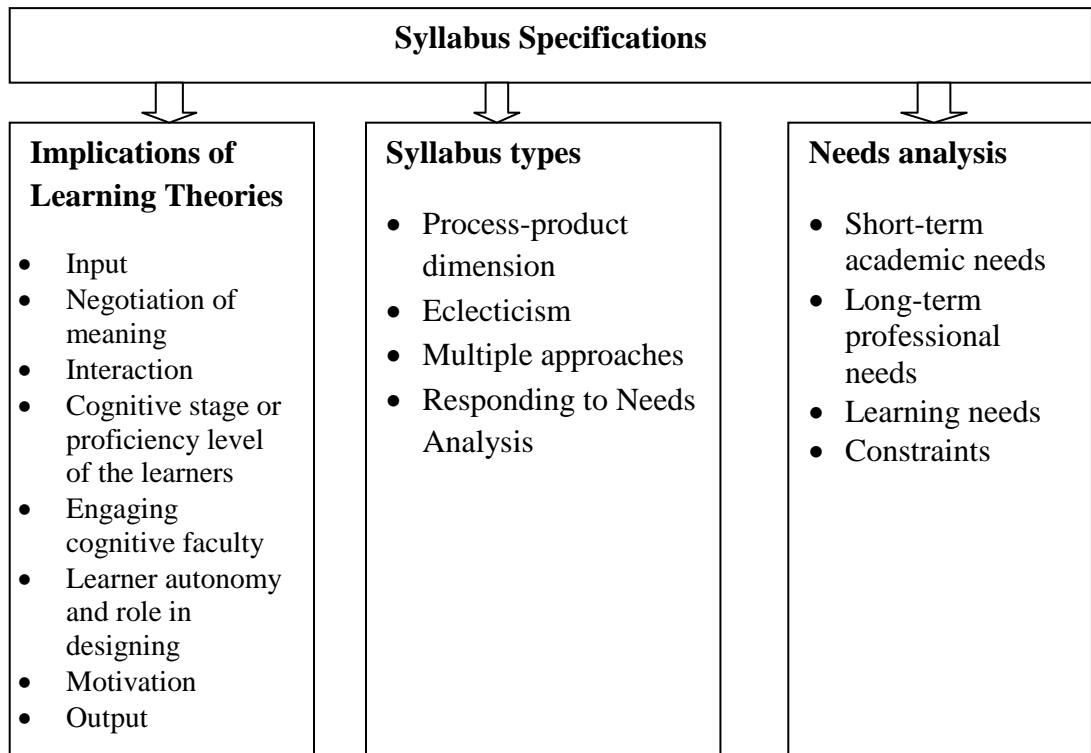 Syllabus Specifications
Implications of
Learning Theories
• Input
• Negotiation of
meaning
• Interaction
• Cognitive stage or
proficiency level
of the learners
• Engaging
cognitive faculty
• Learner autonomy
and role in
designing
• Motivation
• Output
Syllabus types
• Process-product
dimension
• Eclecticism
• Multiple approaches
• Responding to Needs
Analysis
Needs analysis
• Short-term
academic needs
• Long-term
professional
needs
• Learning needs
• Constraints